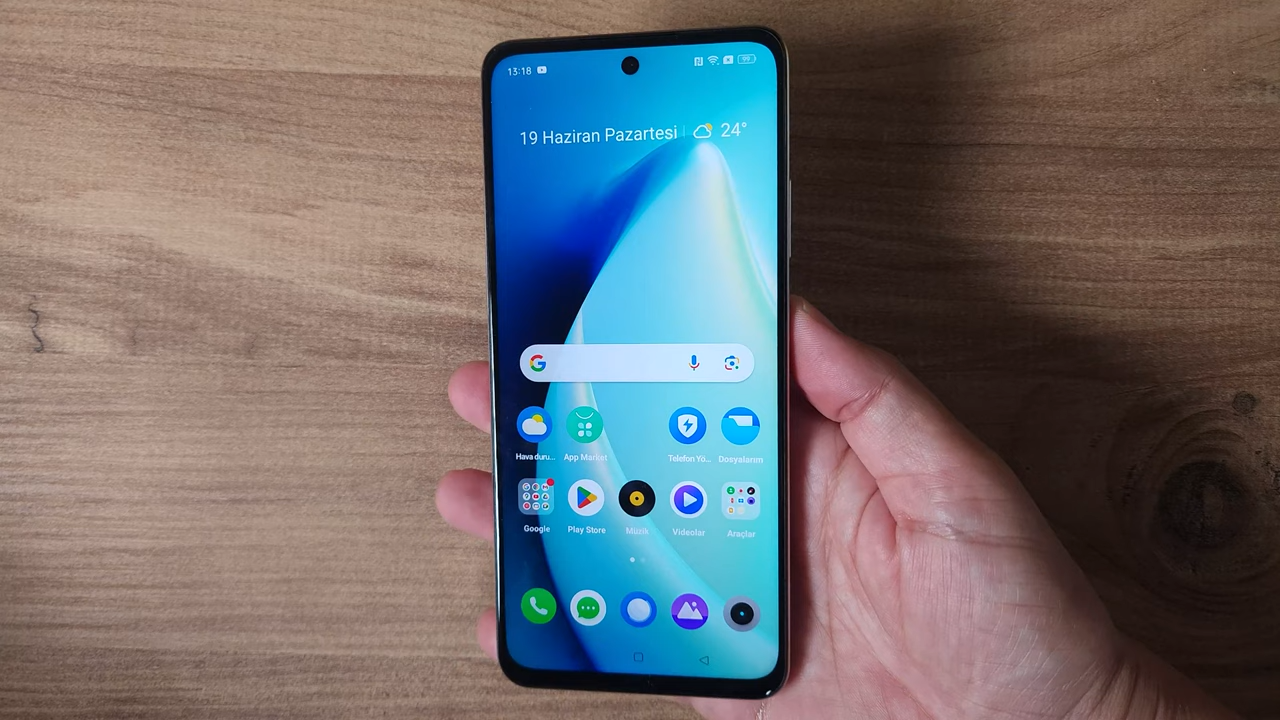 13:18
99
19 Haziran Pazartesi 24°
Hava duru... App Market Telefon Yö... Dosyalarım
Google Play Store Müzik Videolar Araçlar